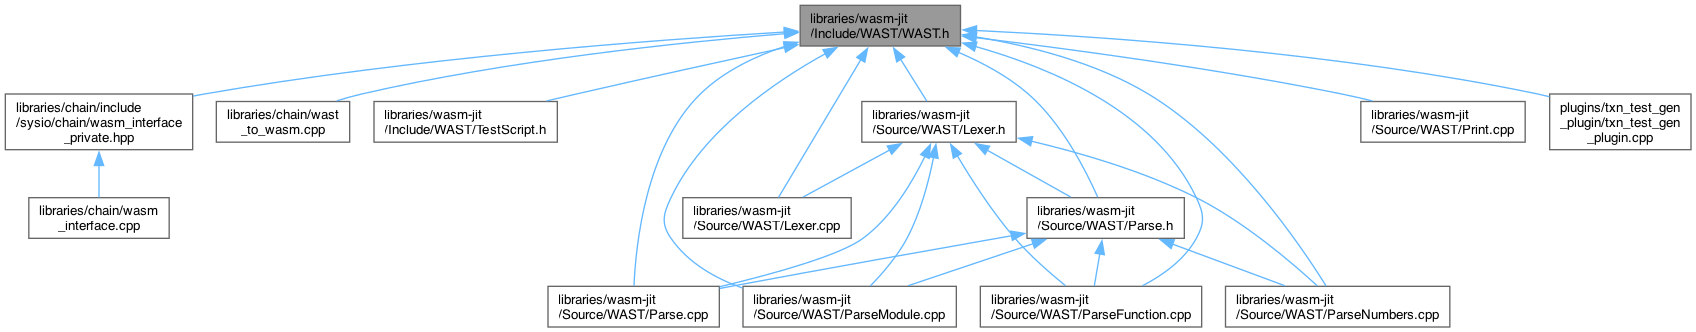 libraries/wasm-jit
/Include/WAST/WAST.h
libraries/chain/include
/sysio/chain/wasm_interface
_private.hpp
libraries/chain/wast
_to_wasm.cpp
libraries/wasm-jit
/Include/WAST/TestScript.h
libraries/wasm-jit
/Source/WAST/Lexer.h
libraries/wasm-jit
/Source/WAST/Print.cpp
plugins/txn_test_gen
_plugin/txn_test_gen
_plugin.cpp
libraries/chain/wasm
_interface.cpp
libraries/wasm-jit
/Source/WAST/Lexer.cpp
libraries/wasm-jit
/Source/WAST/Parse.h
libraries/wasm-jit
/Source/WAST/Parse.cpp
libraries/wasm-jit
/Source/WAST/ParseModule.cpp
libraries/wasm-jit
/Source/WAST/ParseFunction.cpp
libraries/wasm-jit
/Source/WAST/ParseNumbers.cpp